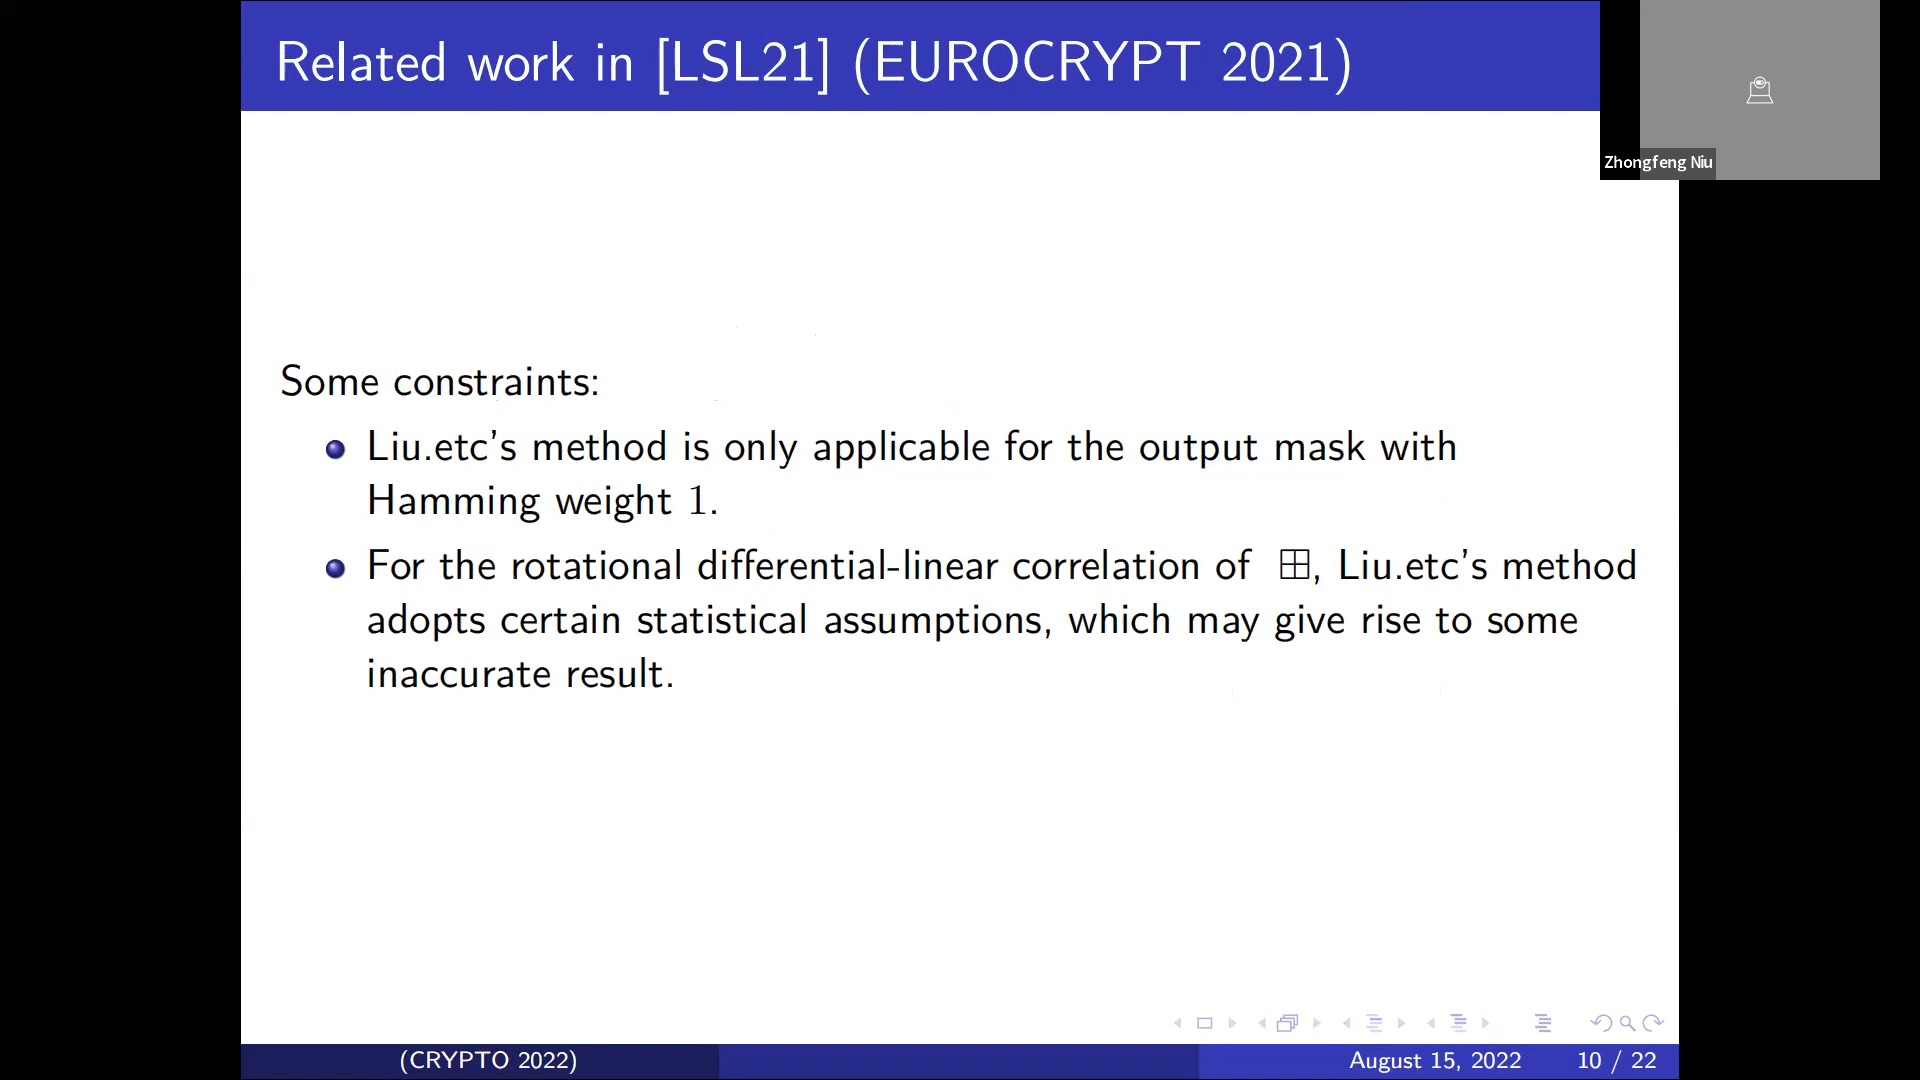 Related work in [LSL21] (EUROCRYPT 2021)
Zhongfeng Niu
Some constraints:
Liu.etc's method is only applicable for the output mask with
Hamming weight 1.
For the rotational differential-linear correlation of ⊞, Liu.etc's method
adopts certain statistical assumptions, which may give rise to some
inaccurate result.
(CRYPTO 2022)
August 15, 2022
10 / 22